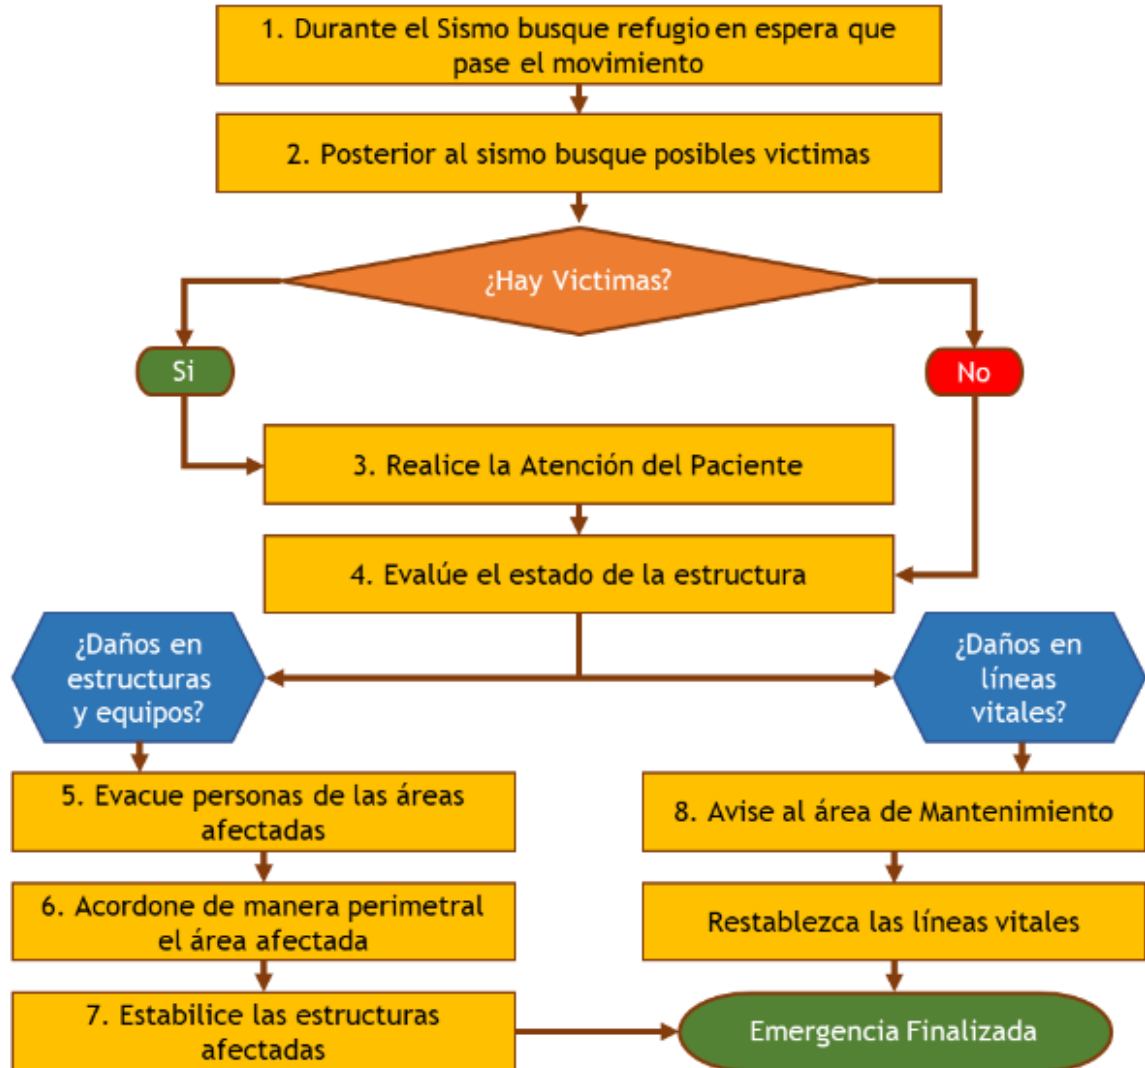 1. Durante el Sismo busque refugio en espera que
pase el movimiento
2. Posterior al sismo busque posibles victimas
¿Hay Victimas?
Si
No
3. Realice la Atención del Paciente
4. Evalúe el estado de la estructura
¿Daños en
estructuras
y equipos?
¿Daños en
líneas
vitales?
5. Evacue personas de las áreas
afectadas
8. Avise al área de Mantenimiento
6. Acordone de manera perimetral
el área afectada
Restablezca las líneas vitales
7. Estabilice las estructuras
afectadas
Emergencia Finalizada